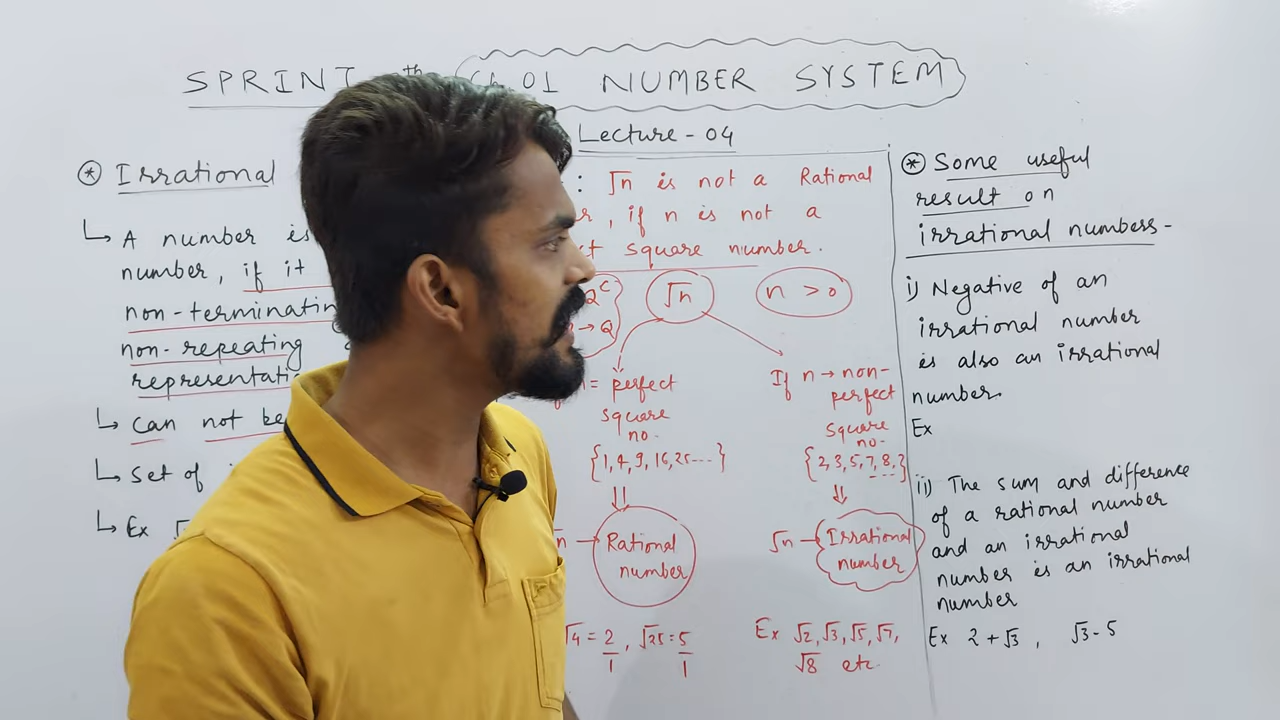 SPRINT th Ch 01 NUMBER SYSTEM
Lecture - 04
* Irrational
↳ A number is
number, if it
non-terminating
non-repeating
↳ Can not be
↳ Set of
↳ Ex
: √n is not a Rational
, if n is not a
square number.
Q^C
→ Q
√n
n > 0
= perfect
square
no.
{1, 4, 9, 16, 25 ---- }
⇓
→ Rational
number
√4 = 2/1 , √25 = 5/1
If n → non-
perfect
square
no.
{2, 3, 5, 7, 8, }
⇓
√n → Irrational
number
Ex √2, √3, √5, √7,
√8 etc.
* Some useful
result on
irrational numbers -
i) Negative of an
irrational number
is also an irrational
number.
Ex
ii) The sum and difference
of a rational number
and an irrational
number is an irrational
number
Ex 2 + √3 , √3 - 5